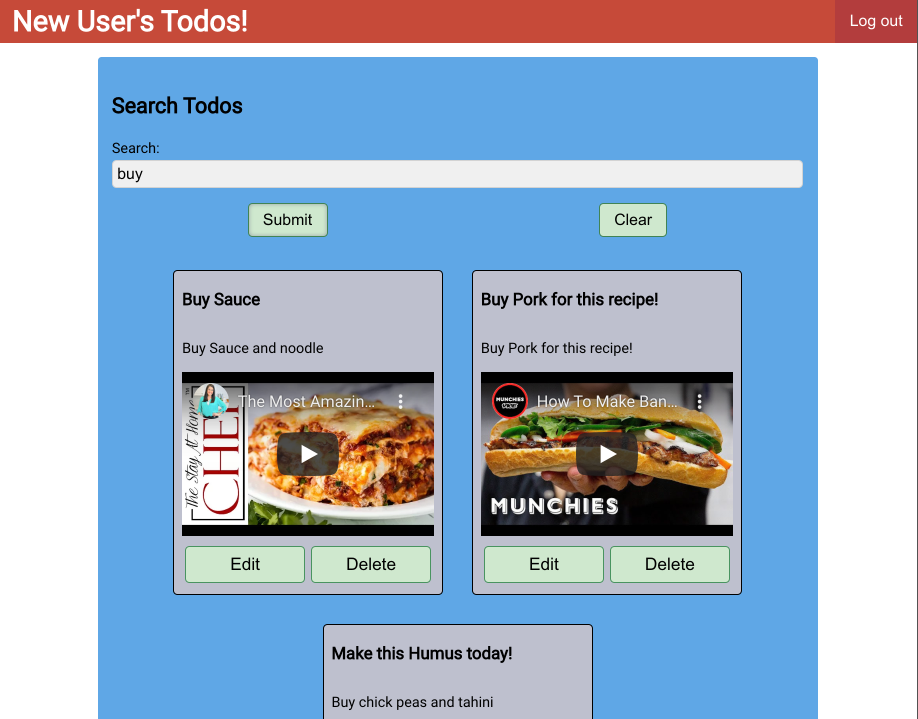 New User's Todos!
Log out
Search Todos
Search:
buy
Submit
Clear
Buy Sauce
Buy Sauce and noodle
The Stay At Home
CHEF
TM
The Most Amazin...
Edit
Delete
Buy Pork for this recipe!
Buy Pork for this recipe!
MUNCHIES
How To Make Ban...
MUNCHIES
Edit
Delete
Make this Humus today!
Buy chick peas and tahini